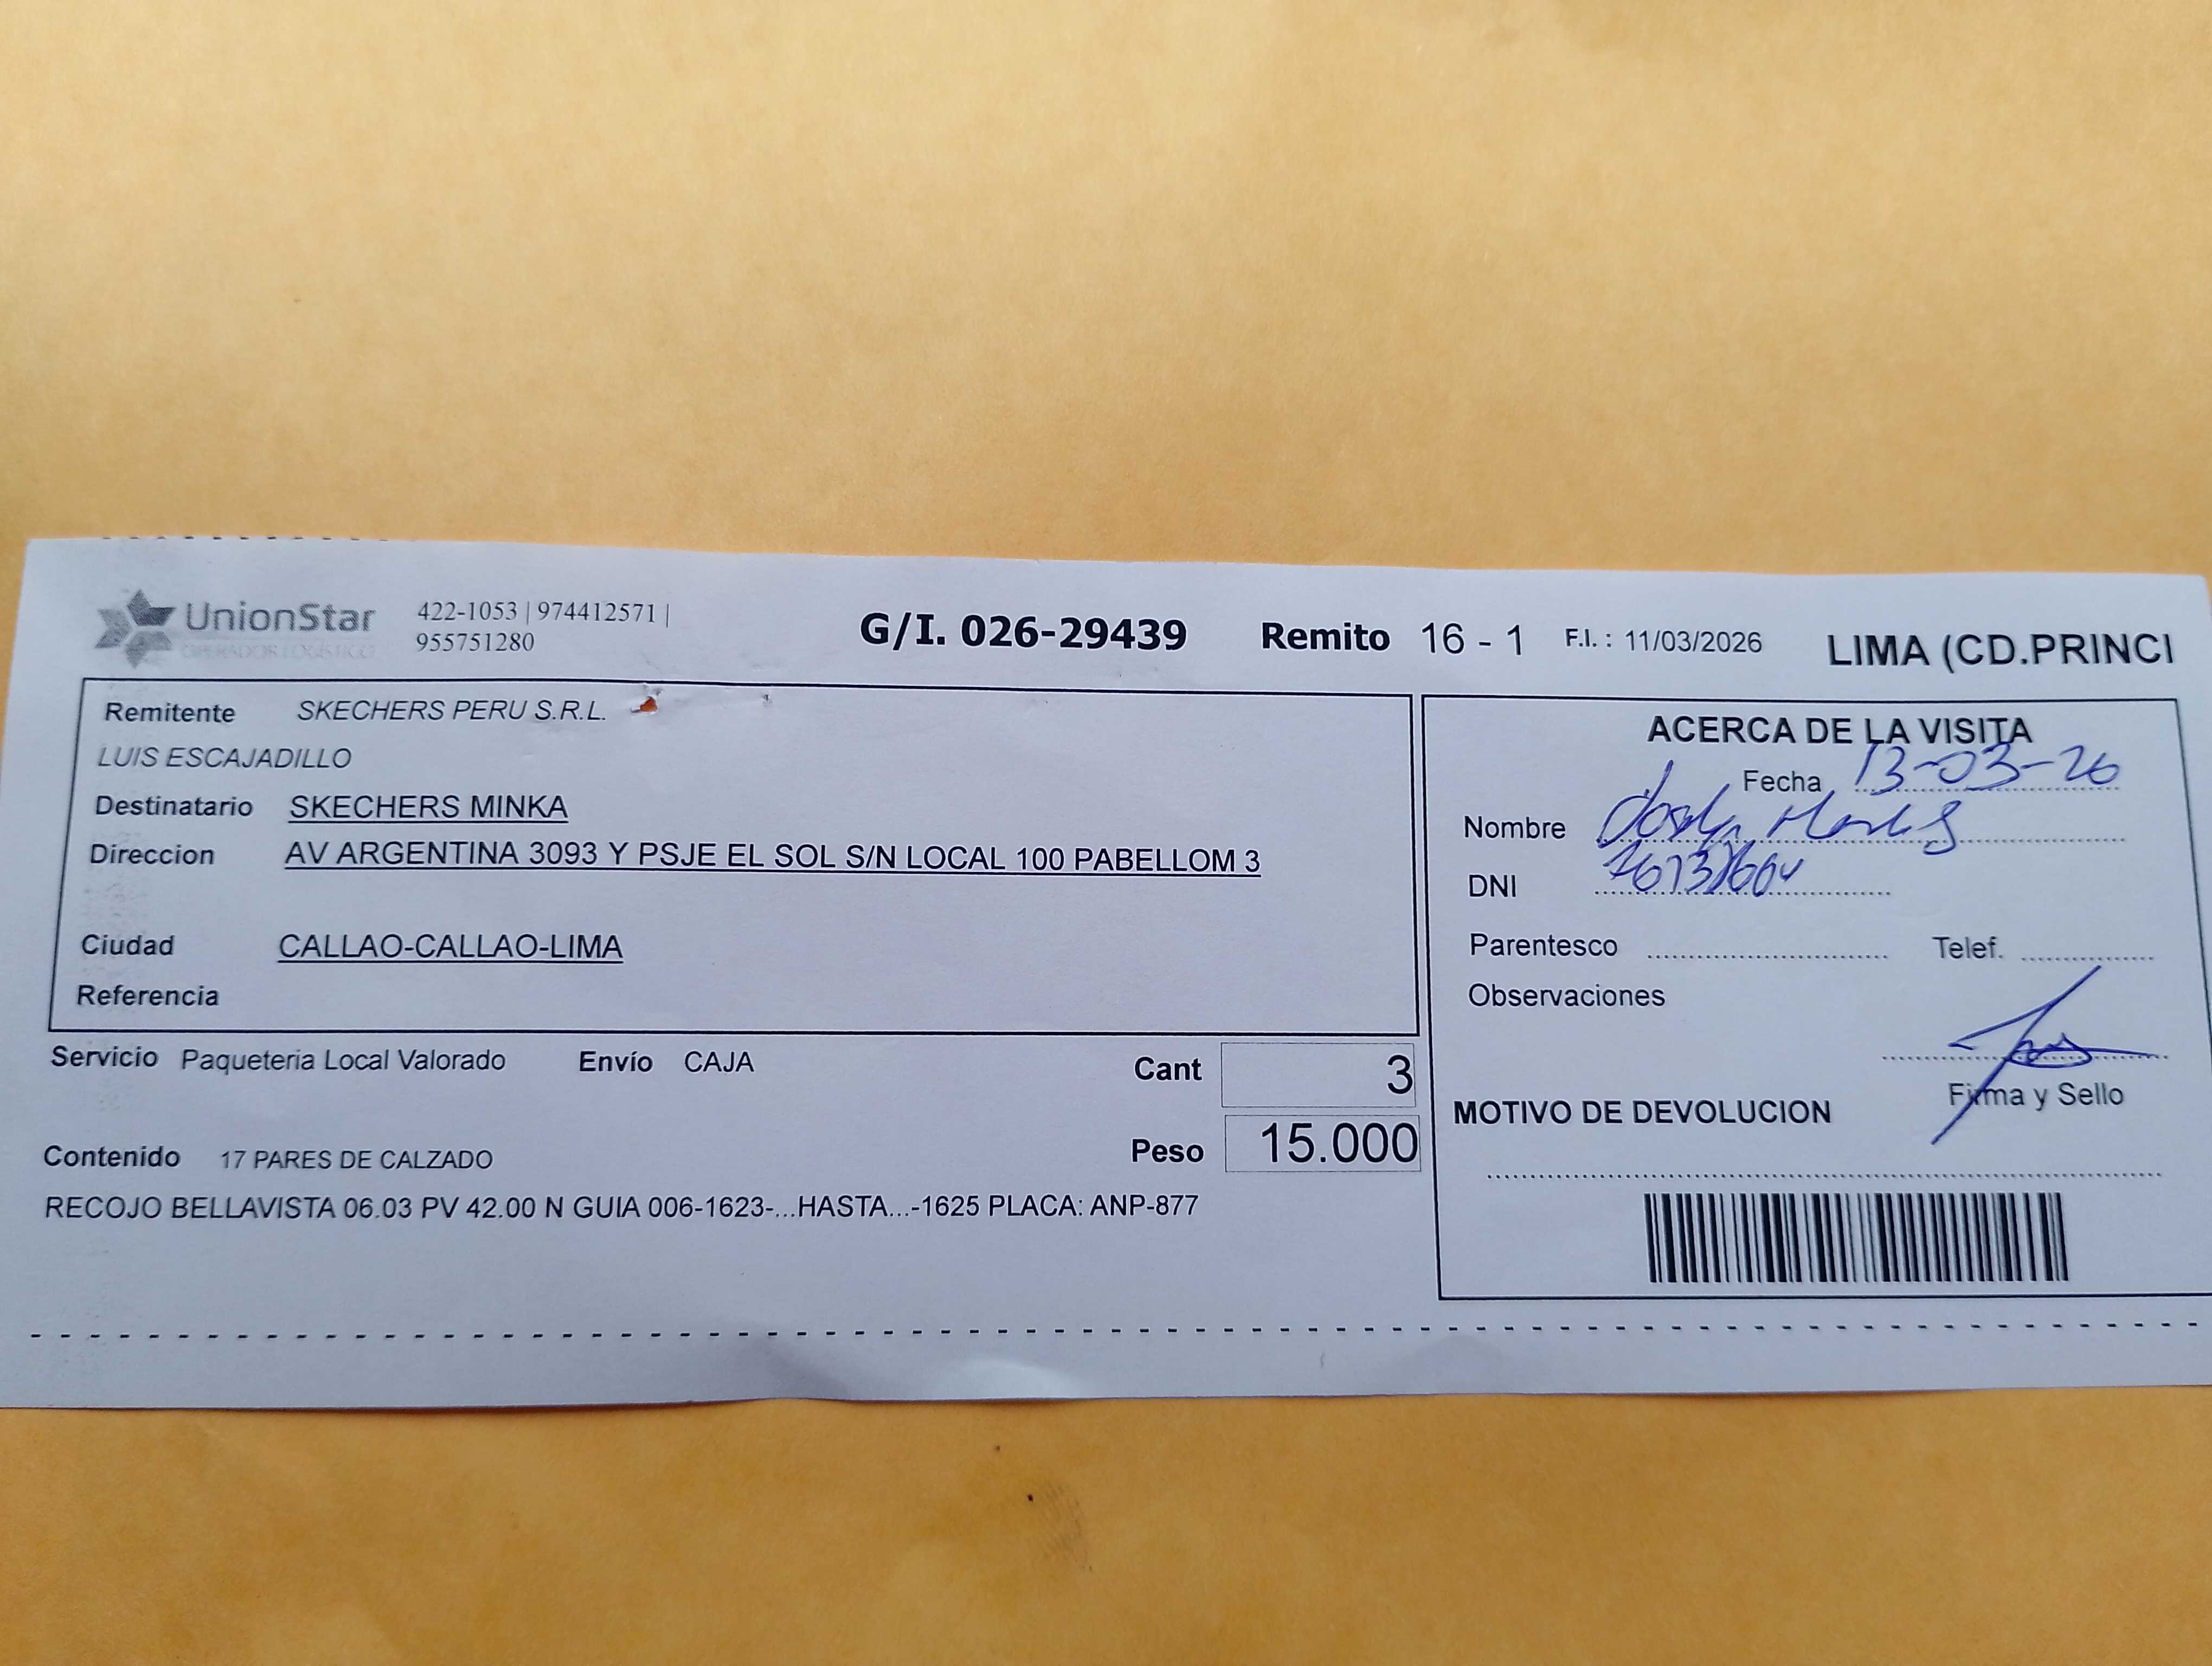 UnionStar
OPERADOR LOGISTICO
422-1053 | 974412571 |
955751280
G/I. 026-29439 Remito 16 - 1 F.I. : 11/03/2026 LIMA (CD.PRINCI
Remitente SKECHERS PERU S.R.L.
LUIS ESCAJADILLO
Destinatario SKECHERS MINKA
Direccion AV ARGENTINA 3093 Y PSJE EL SOL S/N LOCAL 100 PABELLOM 3
Ciudad CALLAO-CALLAO-LIMA
Referencia
Servicio Paqueteria Local Valorado Envío CAJA Cant 3
Peso 15.000
Contenido 17 PARES DE CALZADO
RECOJO BELLAVISTA 06.03 PV 42.00 N GUIA 006-1623-...HASTA...-1625 PLACA: ANP-877
ACERCA DE LA VISITA
Fecha 13-03-26
Nombre
DNI
Parentesco Telef.
Observaciones
Firma y Sello
MOTIVO DE DEVOLUCION